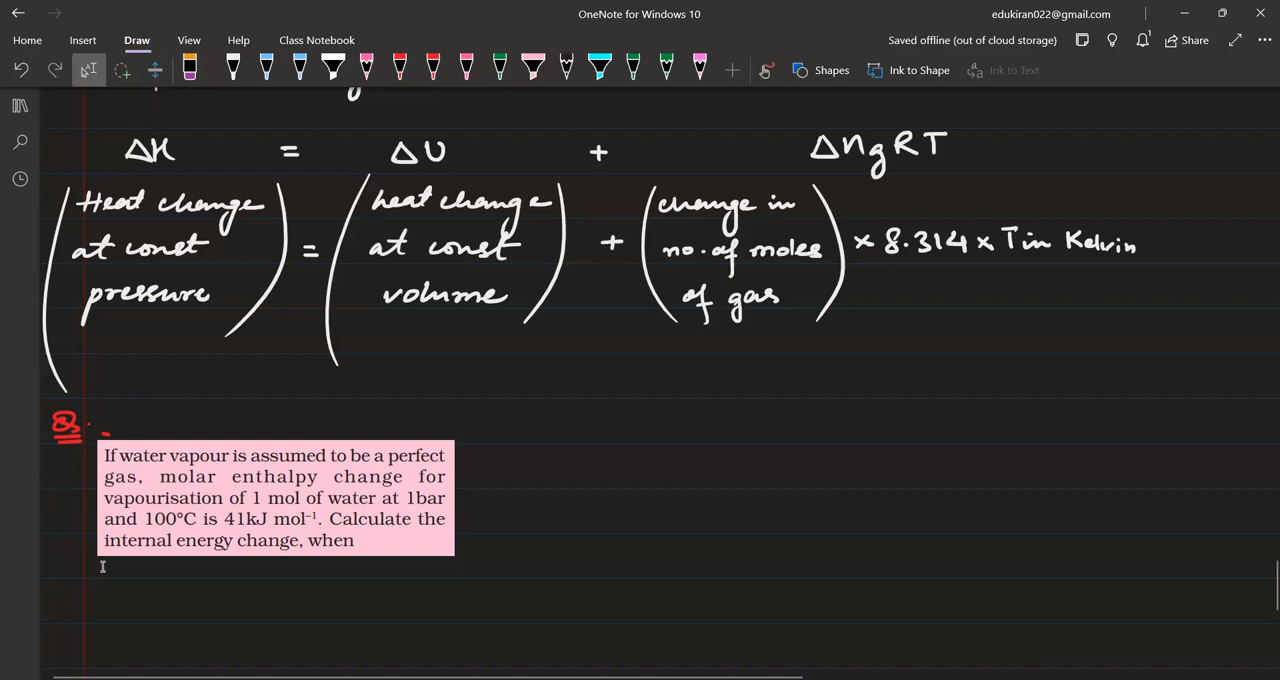 OneNote for Windows 10
edukiran022@gmail.com
Home Insert Draw View Help Class Notebook
Saved offline (out of cloud storage)
Share
Shapes
Ink to Shape
Ink to Text
ΔH = ΔU + ΔngRT
(Heat change at const pressure) = (heat change at const volume) + (change in no. of moles of gas) × 8.314 × T in Kelvin
Q.
If water vapour is assumed to be a perfect
gas, molar enthalpy change for
vapourisation of 1 mol of water at 1bar
and 100°C is 41kJ mol⁻¹. Calculate the
internal energy change, when